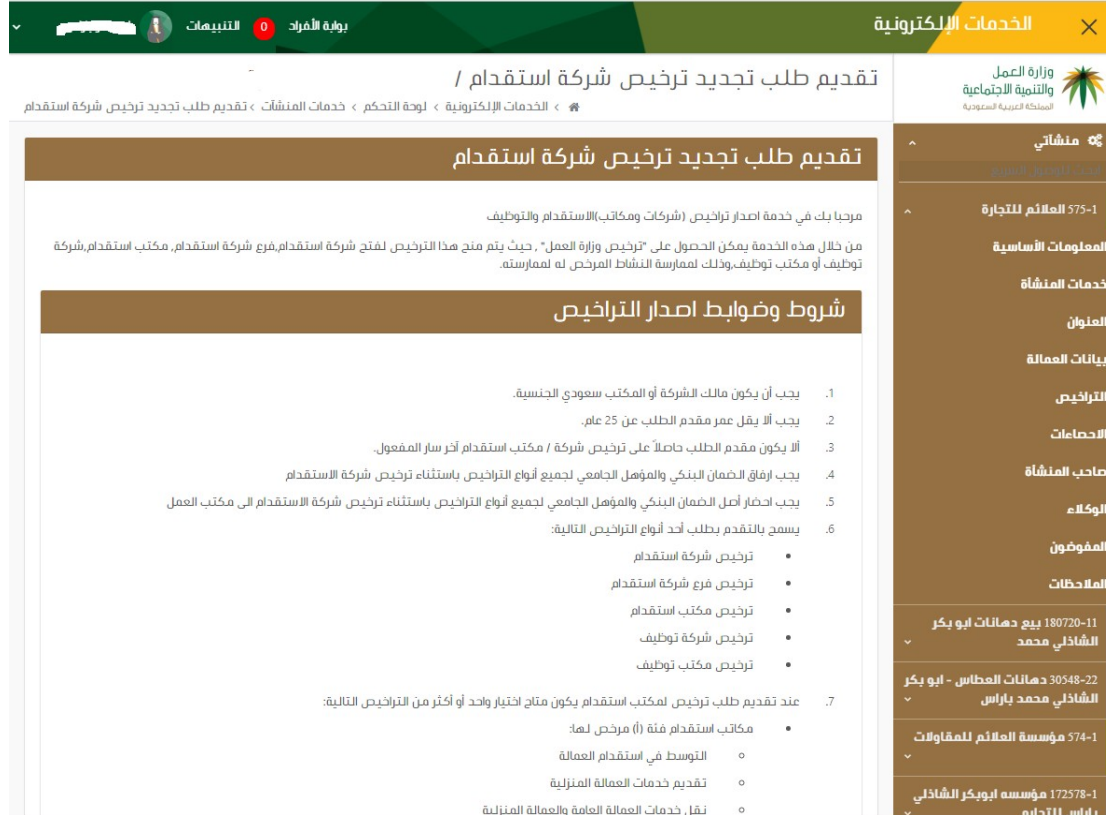 الخدمات الإلكترونية
بوابة الأفراد
0
التنبيهات
وزارة العمل
والتنمية الاجتماعية
المملكة العربية السعودية
تقديم طلب تجديد ترخيص شركة استقدام /
الخدمات الإلكترونية › لوحة التحكم › خدمات المنشآت › تقديم طلب تجديد ترخيص شركة استقدام
منشآتي
575-1 العلائم للتجارة
المعلومات الأساسية
خدمات المنشأة
العنوان
بيانات العمالة
التراخيص
الاحصاءات
صاحب المنشأة
الوكلاء
المفوضون
الملاحظات
180720-11 بيع دهانات ابو بكر
الشاذلي محمد
30548-22 دهانات العطاس - ابو بكر
الشاذلي محمد باراس
574-1 مؤسسة العلائم للمقاولات
172578-1 مؤسسه ابوبكر الشاذلي
باراس للتجاره
تقديم طلب تجديد ترخيص شركة استقدام
مرحبا بك في خدمة اصدار تراخيص (شركات ومكاتب)الاستقدام والتوظيف
من خلال هذه الخدمة يمكن الحصول على "ترخيص وزارة العمل" , حيث يتم منح هذا الترخيص لفتح شركة استقدام,فرع شركة استقدام, مكتب استقدام,شركة
توظيف أو مكتب توظيف,وذلك لممارسة النشاط المرخص له لممارسته.
شروط وضوابط اصدار التراخيص
1. يجب أن يكون مالك الشركة أو المكتب سعودي الجنسية.
2. يجب ألا يقل عمر مقدم الطلب عن 25 عام.
3. ألا يكون مقدم الطلب حاصلاً على ترخيص شركة / مكتب استقدام آخر سار المفعول.
4. يجب ارفاق الضمان البنكي والمؤهل الجامعي لجميع أنواع التراخيص باستثناء ترخيص شركة الاستقدام
5. يجب احضار أصل الضمان البنكي والمؤهل الجامعي لجميع أنواع التراخيص باستثناء ترخيص شركة الاستقدام الى مكتب العمل
6. يسمح بالتقدم بطلب أحد أنواع التراخيص التالية:
• ترخيص شركة استقدام
• ترخيص فرع شركة استقدام
• ترخيص مكتب استقدام
• ترخيص شركة توظيف
• ترخيص مكتب توظيف
7. عند تقديم طلب ترخيص لمكتب استقدام يكون متاح اختيار واحد أو أكثر من التراخيص التالية:
• مكاتب استقدام فئة (أ) مرخص لها:
○ التوسط في استقدام العمالة
○ تقديم خدمات العمالة المنزلية
○ نقل خدمات العمالة العامة والعمالة المنزلية